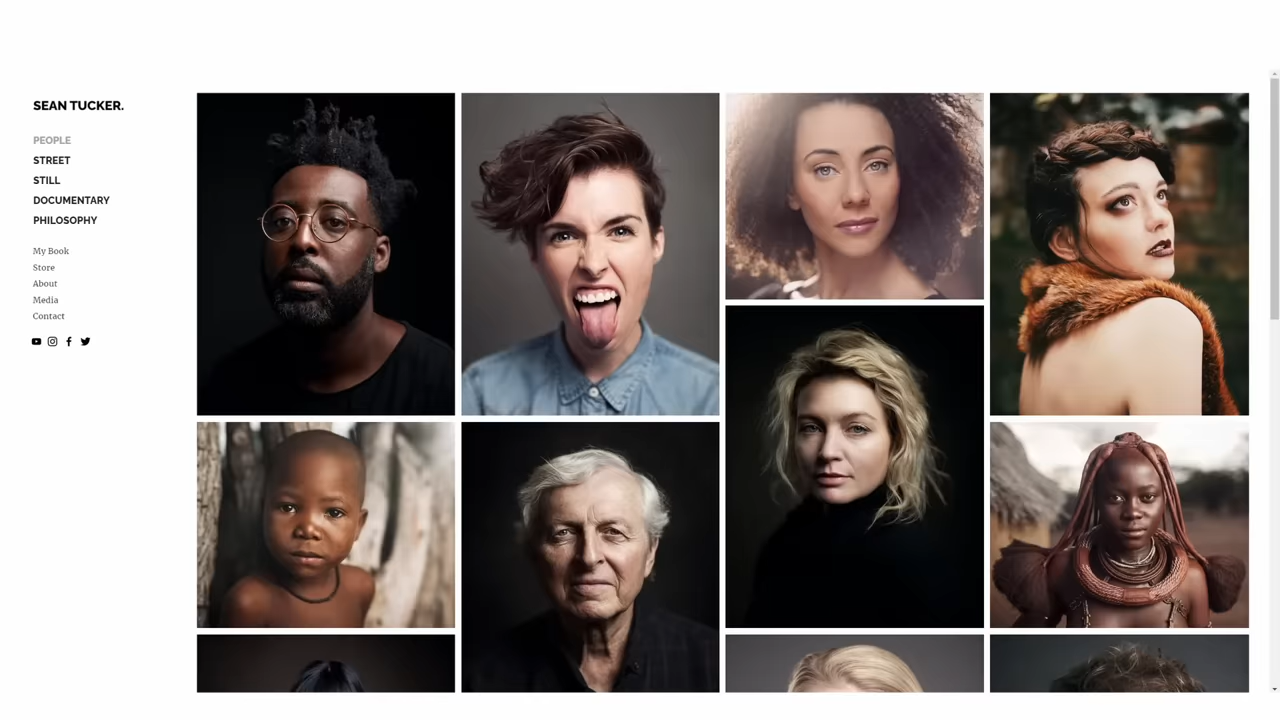 SEAN TUCKER.
PEOPLE
STREET
STILL
DOCUMENTARY
PHILOSOPHY
My Book
Store
About
Media
Contact